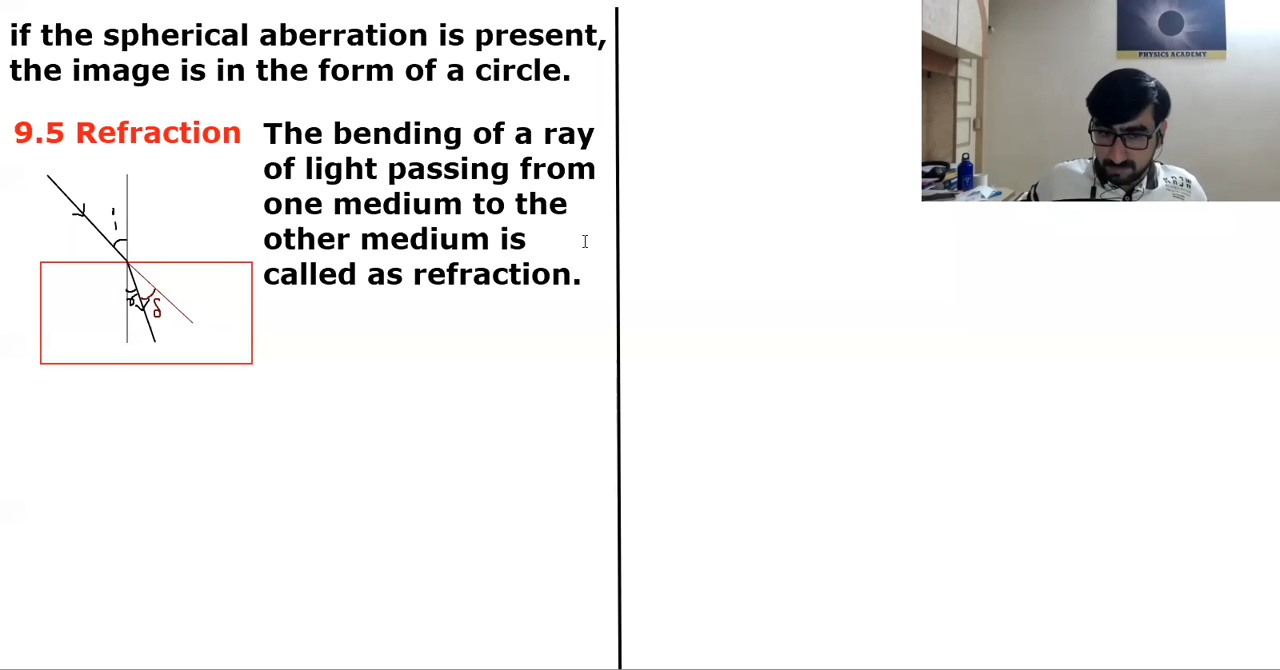 if the spherical aberration is present,
the image is in the form of a circle.
9.5 Refraction
The bending of a ray
of light passing from
one medium to the
other medium is
called as refraction.
i
r
δ
PHYSICS ACADEMY